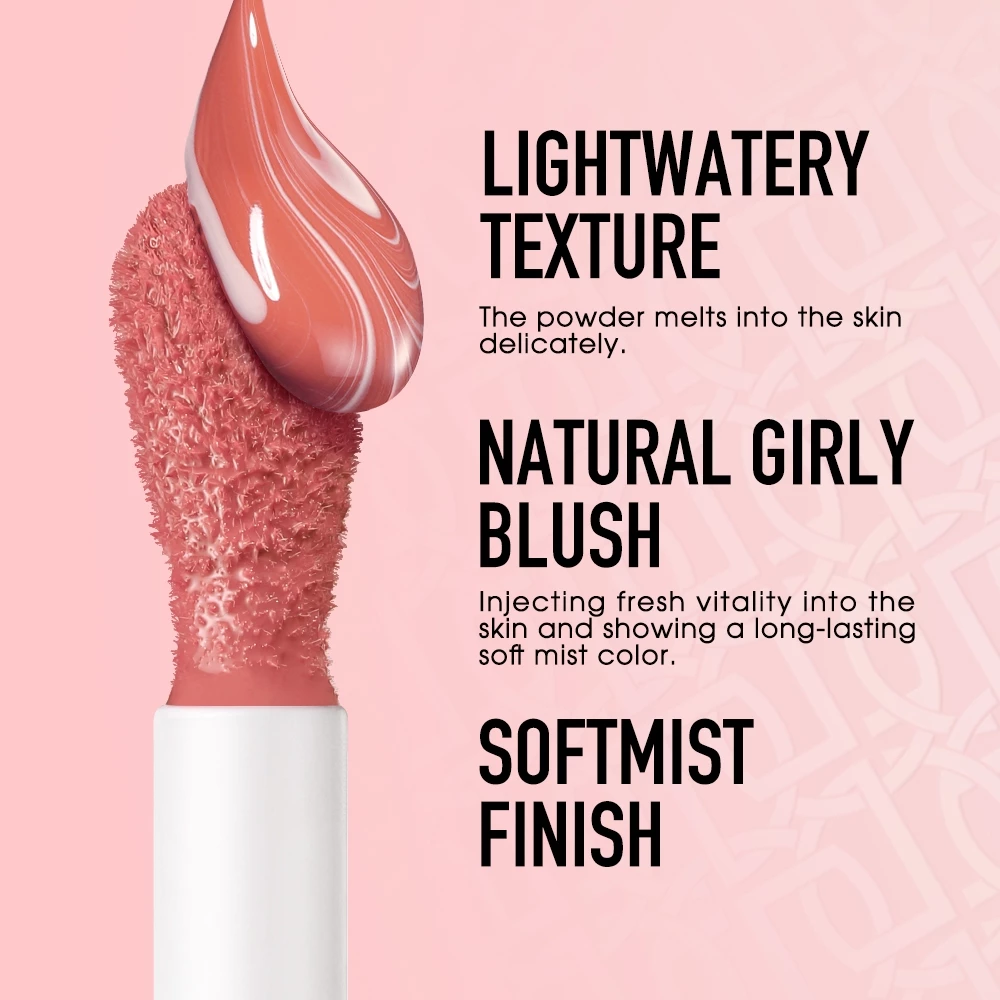 LIGHTWATERY
TEXTURE
The powder melts into the skin
delicately.
NATURAL GIRLY
BLUSH
Injecting fresh vitality into the
skin and showing a long-lasting
soft mist color.
SOFTMIST
FINISH